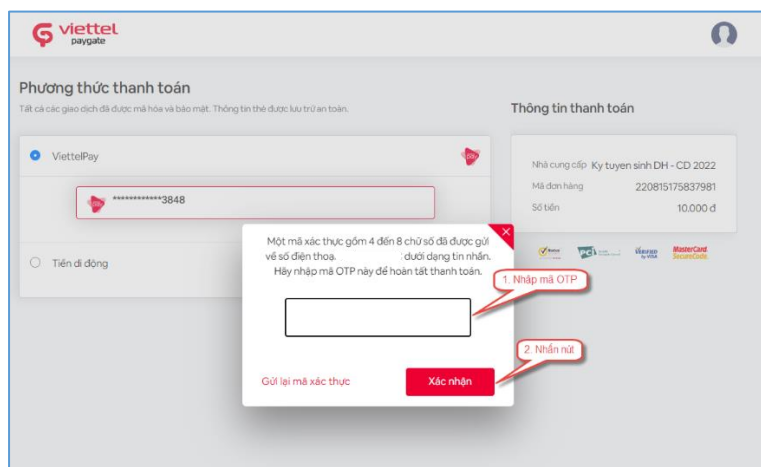 viettel
paygate
Phương thức thanh toán
Tất cả các giao dịch đã được mã hóa và bảo mật. Thông tin thẻ được lưu trữ an toàn.
ViettelPay
************3848
Tiền di động
Thông tin thanh toán
Nhà cung cấp Ky tuyen sinh DH - CD 2022
Mã đơn hàng 220815175837981
Số tiền 10.000 đ
PCI
Verified by VISA
MasterCard
SecureCode
Một mã xác thực gồm 4 đến 8 chữ số đã được gửi
về số điện thoạ. : dưới dạng tin nhắn.
Hãy nhập mã OTP này để hoàn tất thanh toán.
1. Nhập mã OTP
2. Nhấn nút
Gửi lại mã xác thực
Xác nhận